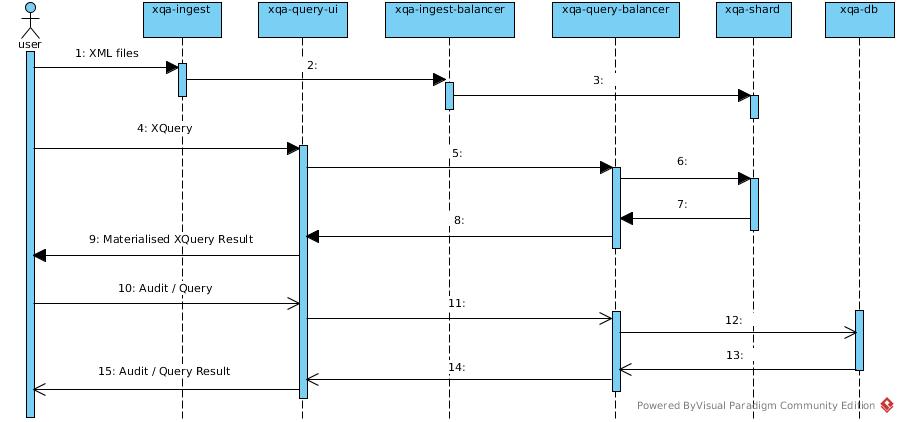 xqa-ingest
xqa-query-ui
xqa-ingest-balancer
xqa-query-balancer
xqa-shard
xqa-db
user
1: XML files
2:
3:
4: XQuery
5:
6:
7:
8:
9: Materialised XQuery Result
10: Audit / Query
11:
12:
13:
14:
15: Audit / Query Result
Powered ByVisual Paradigm Community Edition